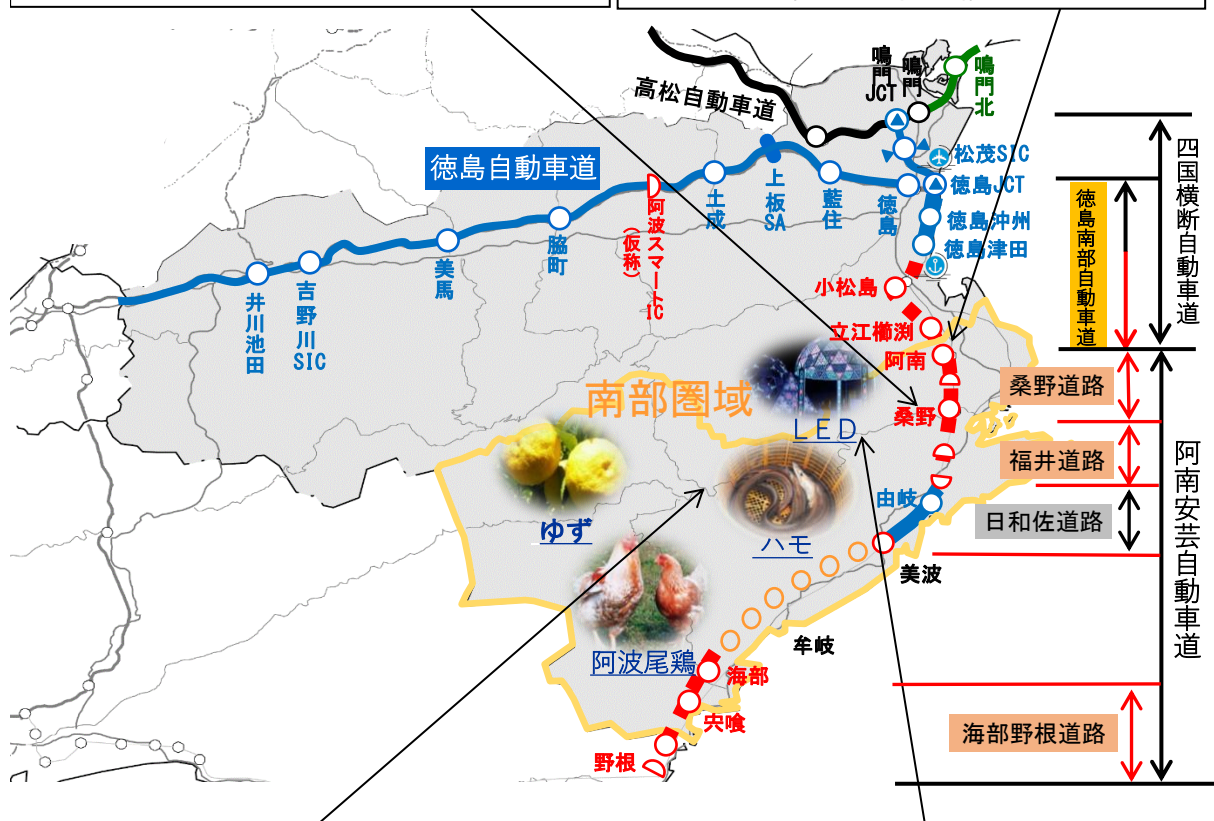 高松自動車道
鳴門JCT
鳴門
鳴門北
松茂SIC
徳島自動車道
徳島JCT
徳島
藍住
上板SA
土成
阿波スマートIC
(仮称)
脇町
美馬
吉野川SIC
井川池田
徳島沖州
徳島津田
小松島
立江櫛渕
阿南
桑野
南部圏域
LED
ゆず
ハモ
由岐
美波
牟岐
阿波尾鶏
海部
宍喰
野根
四国横断自動車道
徳島南部自動車道
桑野道路
福井道路
日和佐道路
阿南安芸自動車道
海部野根道路